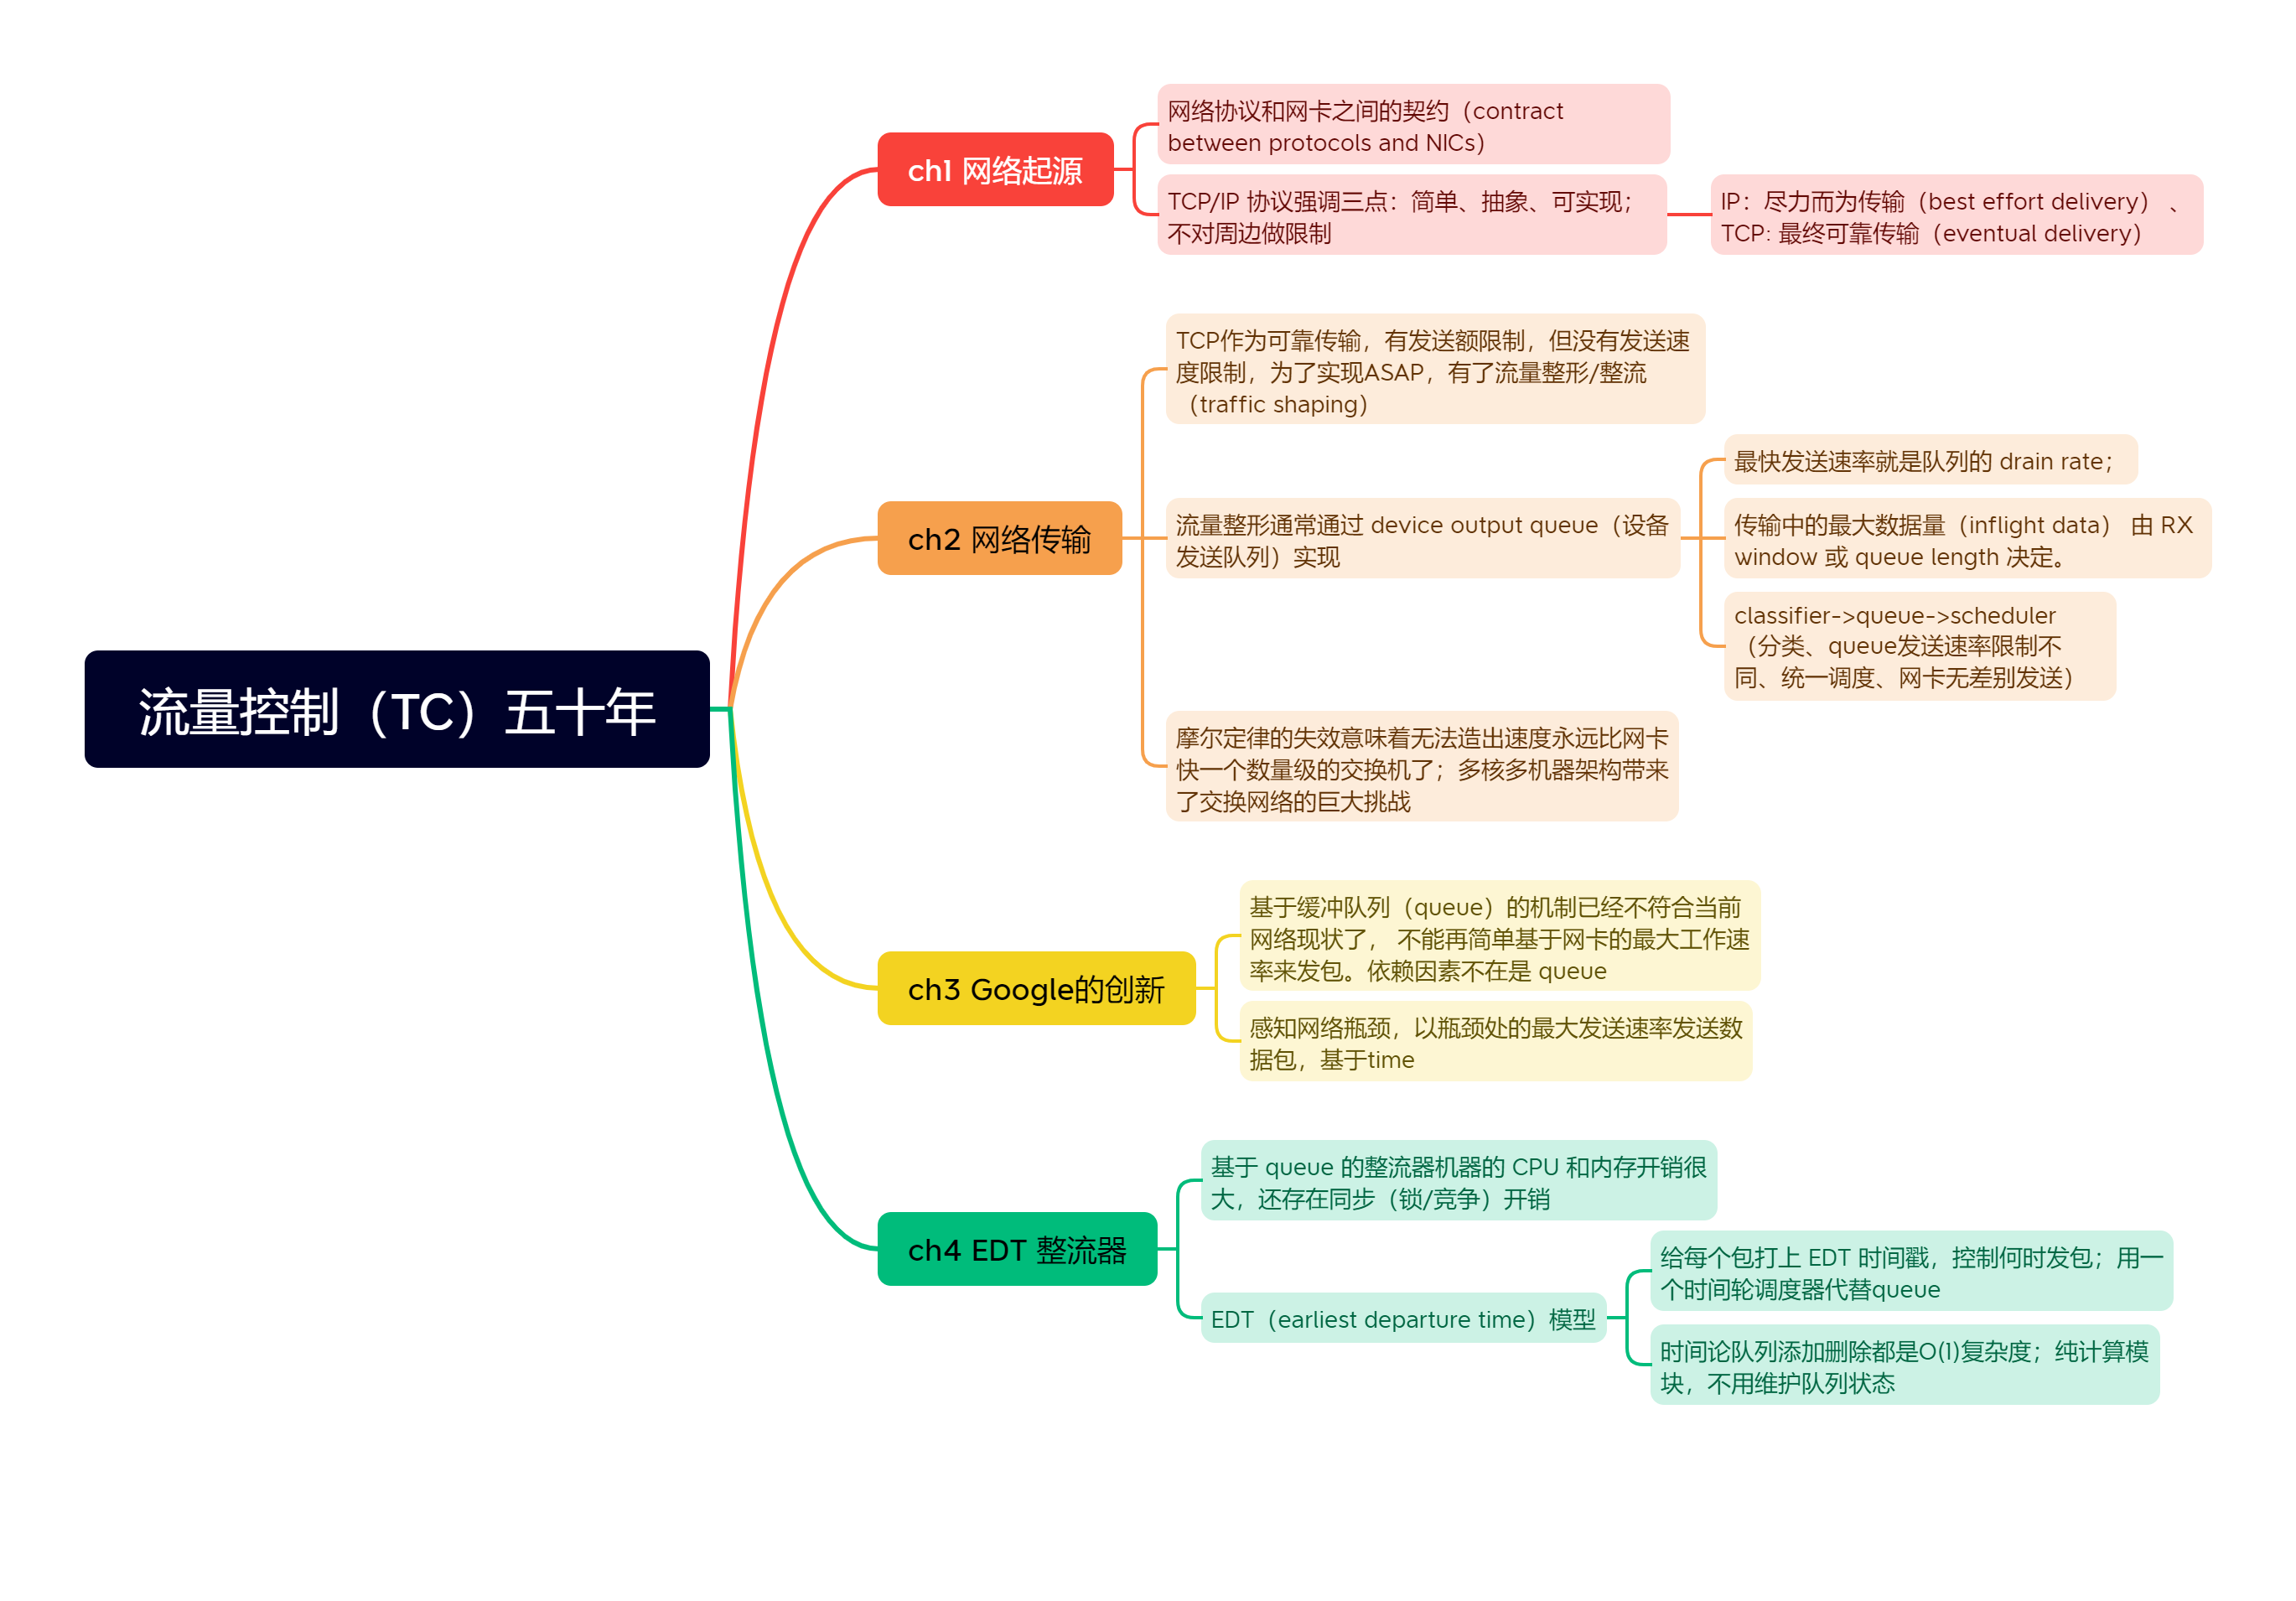 流量控制（TC）五十年
ch1 网络起源
网络协议和网卡之间的契约（contract
between protocols and NICs）
TCP/IP 协议强调三点：简单、抽象、可实现；
不对周边做限制
IP：尽力而为传输（best effort delivery） 、
TCP: 最终可靠传输（eventual delivery）
ch2 网络传输
TCP作为可靠传输，有发送额限制，但没有发送速
度限制，为了实现ASAP，有了流量整形/整流
（traffic shaping）
流量整形通常通过 device output queue（设备
发送队列）实现
最快发送速率就是队列的 drain rate；
传输中的最大数据量（inflight data） 由 RX
window 或 queue length 决定。
classifier->queue->scheduler
（分类、queue发送速率限制不
同、统一调度、网卡无差别发送）
摩尔定律的失效意味着无法造出速度永远比网卡
快一个数量级的交换机了；多核多机器架构带来
了交换网络的巨大挑战
ch3 Google的创新
基于缓冲队列（queue）的机制已经不符合当前
网络现状了， 不能再简单基于网卡的最大工作速
率来发包。依赖因素不在是 queue
感知网络瓶颈，以瓶颈处的最大发送速率发送数
据包，基于time
ch4 EDT 整流器
基于 queue 的整流器机器的 CPU 和内存开销很
大，还存在同步（锁/竞争）开销
EDT（earliest departure time）模型
给每个包打上 EDT 时间戳，控制何时发包；用一
个时间轮调度器代替queue
时间论队列添加删除都是O(1)复杂度；纯计算模
块，不用维护队列状态